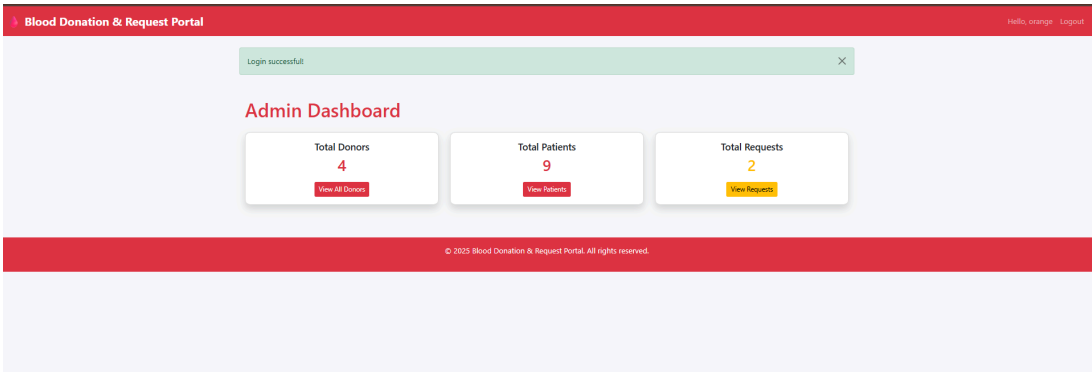 Blood Donation & Request Portal
Hello, orange Logout
Login successful!
Admin Dashboard
Total Donors
4
View All Donors
Total Patients
9
View Patients
Total Requests
2
View Requests
© 2025 Blood Donation & Request Portal. All rights reserved.